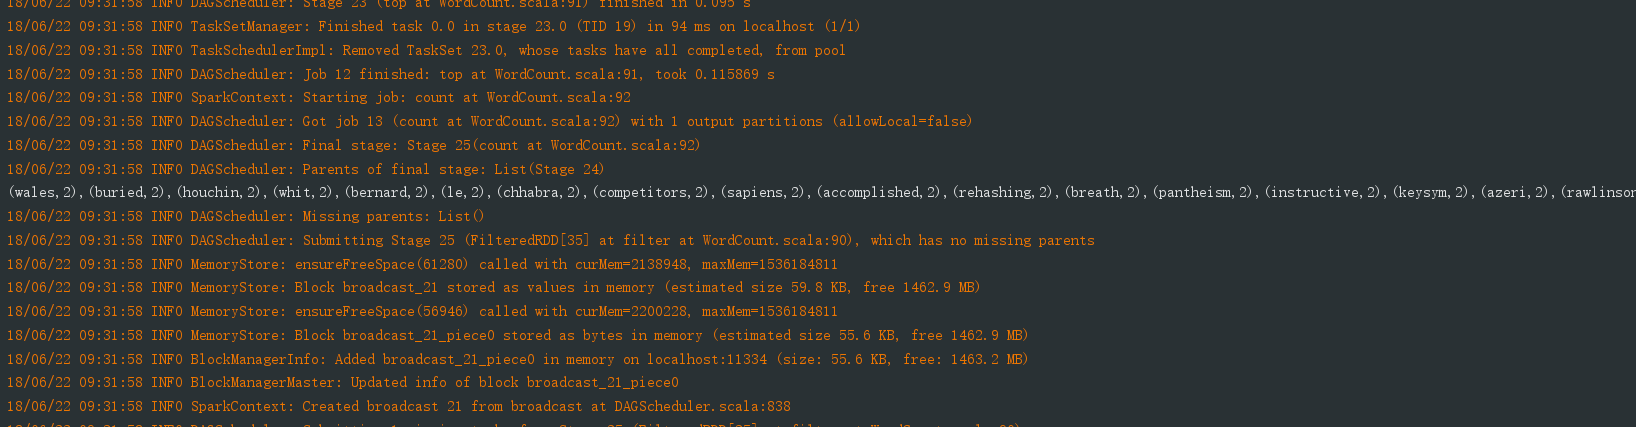 18/06/22 09:31:58 INFO DAGScheduler: Stage 23 (top at WordCount.scala:91) finished in 0.095 s
18/06/22 09:31:58 INFO TaskSetManager: Finished task 0.0 in stage 23.0 (TID 19) in 94 ms on localhost (1/1)
18/06/22 09:31:58 INFO TaskSchedulerImpl: Removed TaskSet 23.0, whose tasks have all completed, from pool
18/06/22 09:31:58 INFO DAGScheduler: Job 12 finished: top at WordCount.scala:91, took 0.115869 s
18/06/22 09:31:58 INFO SparkContext: Starting job: count at WordCount.scala:92
18/06/22 09:31:58 INFO DAGScheduler: Got job 13 (count at WordCount.scala:92) with 1 output partitions (allowLocal=false)
18/06/22 09:31:58 INFO DAGScheduler: Final stage: Stage 25(count at WordCount.scala:92)
18/06/22 09:31:58 INFO DAGScheduler: Parents of final stage: List(Stage 24)
(wales,2),(buried,2),(houchin,2),(whit,2),(bernard,2),(le,2),(chhabra,2),(competitors,2),(sapiens,2),(accomplished,2),(rehashing,2),(breath,2),(pantheism,2),(instructive,2),(keysym,2),(azeri,2),(rawlinson
18/06/22 09:31:58 INFO DAGScheduler: Missing parents: List()
18/06/22 09:31:58 INFO DAGScheduler: Submitting Stage 25 (FilteredRDD[35] at filter at WordCount.scala:90), which has no missing parents
18/06/22 09:31:58 INFO MemoryStore: ensureFreeSpace(61280) called with curMem=2138948, maxMem=1536184811
18/06/22 09:31:58 INFO MemoryStore: Block broadcast_21 stored as values in memory (estimated size 59.8 KB, free 1462.9 MB)
18/06/22 09:31:58 INFO MemoryStore: ensureFreeSpace(56946) called with curMem=2200228, maxMem=1536184811
18/06/22 09:31:58 INFO MemoryStore: Block broadcast_21_piece0 stored as bytes in memory (estimated size 55.6 KB, free 1462.9 MB)
18/06/22 09:31:58 INFO BlockManagerInfo: Added broadcast_21_piece0 in memory on localhost:11334 (size: 55.6 KB, free: 1463.2 MB)
18/06/22 09:31:58 INFO BlockManagerMaster: Updated info of block broadcast_21_piece0
18/06/22 09:31:58 INFO SparkContext: Created broadcast 21 from broadcast at DAGScheduler.scala:838